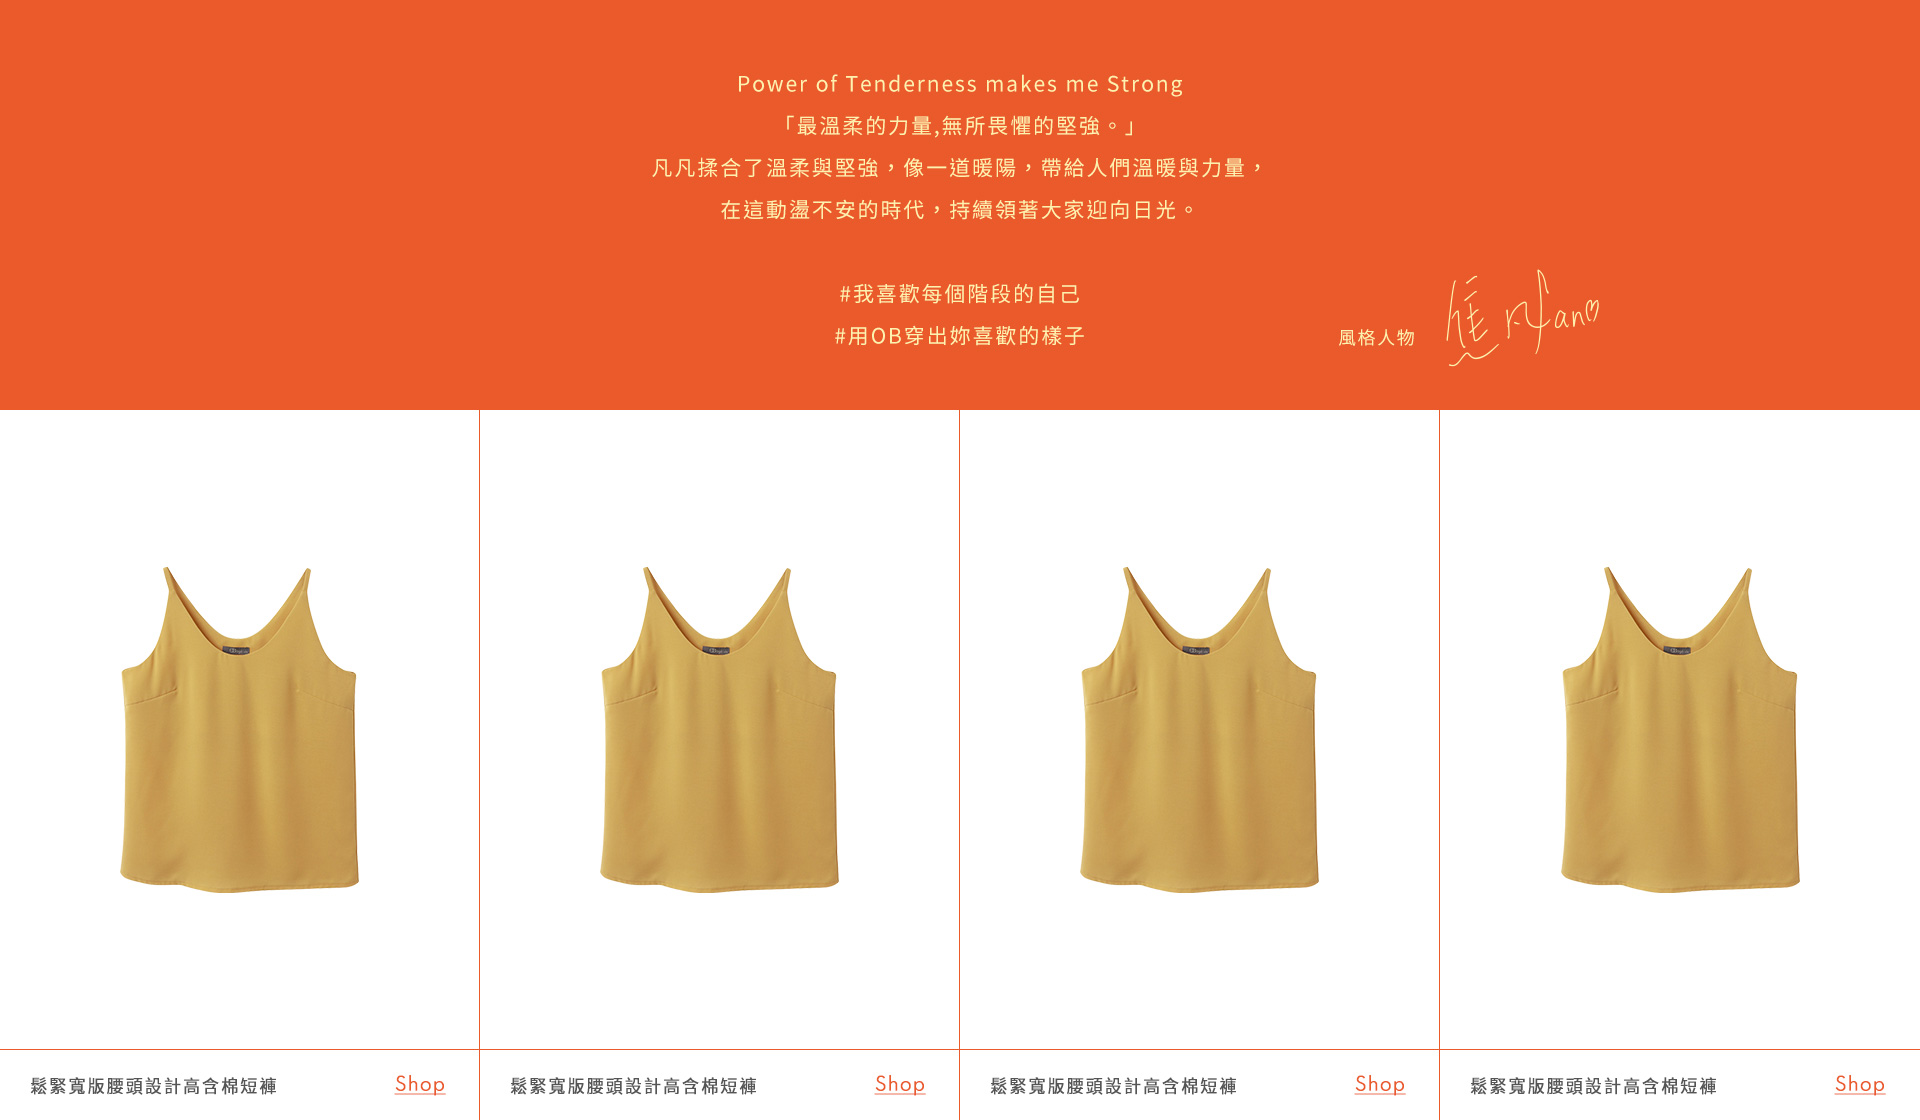 Power of Tenderness makes me Strong
「最溫柔的力量,無所畏懼的堅強。」
凡凡揉合了溫柔與堅強，像一道暖陽，帶給人們溫暖與力量，
在這動盪不安的時代，持續領著大家迎向日光。
#我喜歡每個階段的自己
#用OB穿出妳喜歡的樣子
風格人物
鬆緊寬版腰頭設計高含棉短褲 Shop
鬆緊寬版腰頭設計高含棉短褲 Shop
鬆緊寬版腰頭設計高含棉短褲 Shop
鬆緊寬版腰頭設計高含棉短褲 Shop